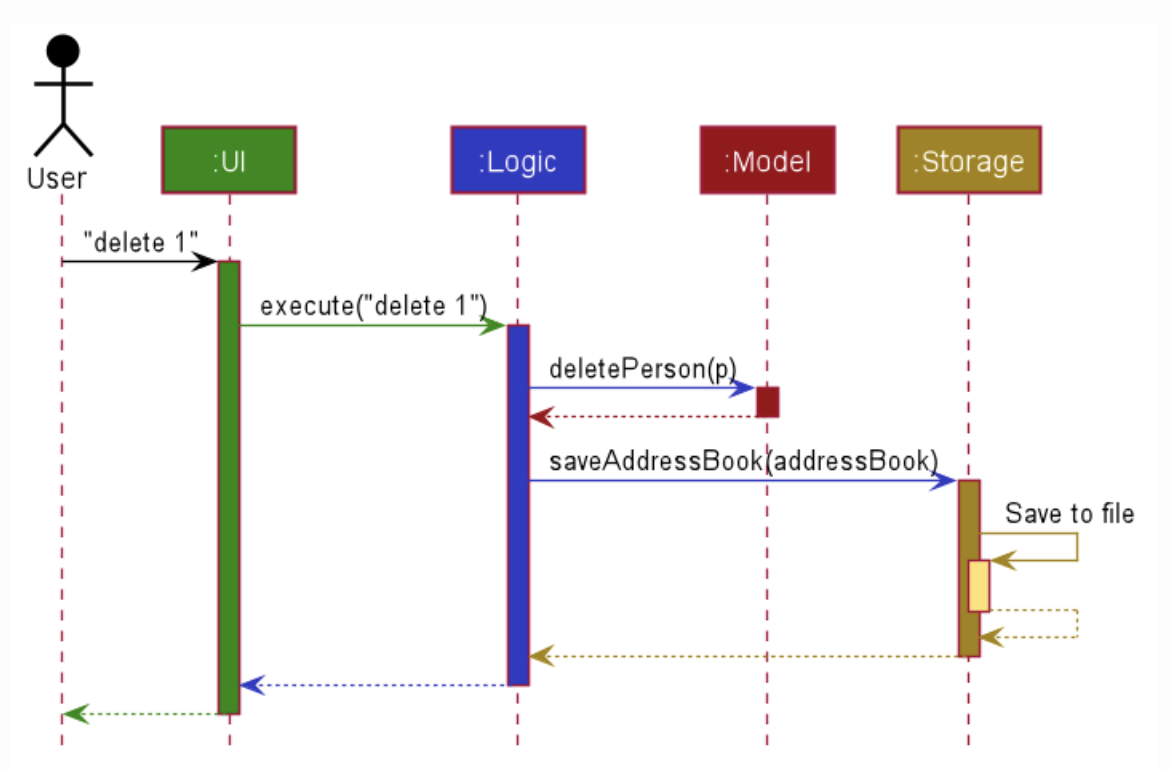 User
:UI
:Logic
:Model
:Storage
"delete 1"
execute("delete 1")
deletePerson(p)
saveAddressBook(addressBook)
Save to file